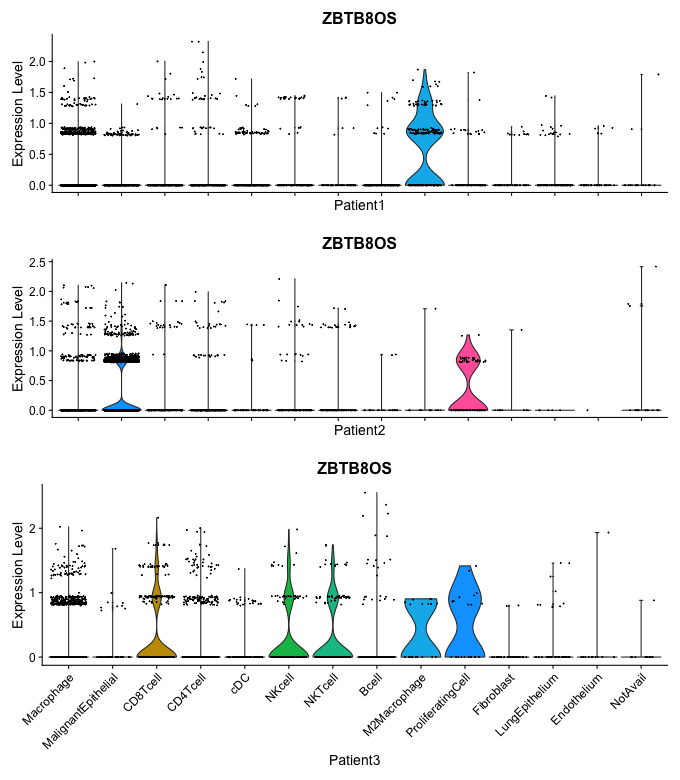 ZBTB8OS
Expression Level
2.0
1.5
1.0
0.5
0.0
Patient1
ZBTB8OS
Expression Level
2.5
2.0
1.5
1.0
0.5
0.0
Patient2
ZBTB8OS
Expression Level
2
1
0
Macrophage
MalignantEpithelial
CD8Tcell
CD4Tcell
cDC
NKcell
NKTcell
Bcell
M2Macrophage
ProliferatingCell
Fibroblast
LungEpithelium
Endothelium
NotAvail
Patient3